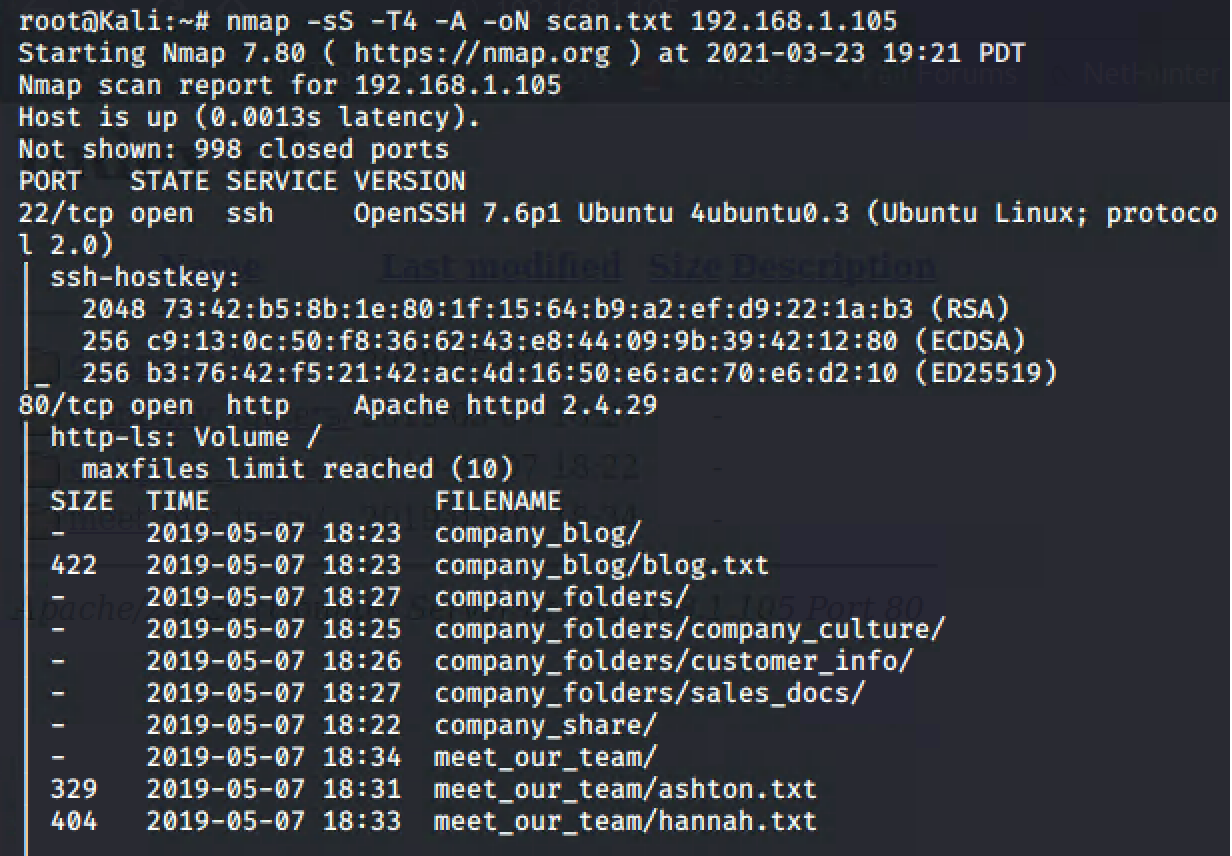 root@Kali:~# nmap -sS -T4 -A -oN scan.txt 192.168.1.105
Starting Nmap 7.80 ( https://nmap.org ) at 2021-03-23 19:21 PDT
Nmap scan report for 192.168.1.105
Host is up (0.0013s latency).
Not shown: 998 closed ports
PORT   STATE SERVICE VERSION
22/tcp open  ssh     OpenSSH 7.6p1 Ubuntu 4ubuntu0.3 (Ubuntu Linux; protoco
l 2.0)
| ssh-hostkey:
|   2048 73:42:b5:8b:1e:80:1f:15:64:b9:a2:ef:d9:22:1a:b3 (RSA)
|   256 c9:13:0c:50:f8:36:62:43:e8:44:09:9b:39:42:12:80 (ECDSA)
|_  256 b3:76:42:f5:21:42:ac:4d:16:50:e6:ac:70:e6:d2:10 (ED25519)
80/tcp open  http    Apache httpd 2.4.29
| http-ls: Volume /
|   maxfiles limit reached (10)
| SIZE  TIME              FILENAME
| -     2019-05-07 18:23  company_blog/
| 422   2019-05-07 18:23  company_blog/blog.txt
| -     2019-05-07 18:27  company_folders/
| -     2019-05-07 18:25  company_folders/company_culture/
| -     2019-05-07 18:26  company_folders/customer_info/
| -     2019-05-07 18:27  company_folders/sales_docs/
| -     2019-05-07 18:22  company_share/
| -     2019-05-07 18:34  meet_our_team/
| 329   2019-05-07 18:31  meet_our_team/ashton.txt
| 404   2019-05-07 18:33  meet_our_team/hannah.txt
NetHunter
Name Last modified Size Description